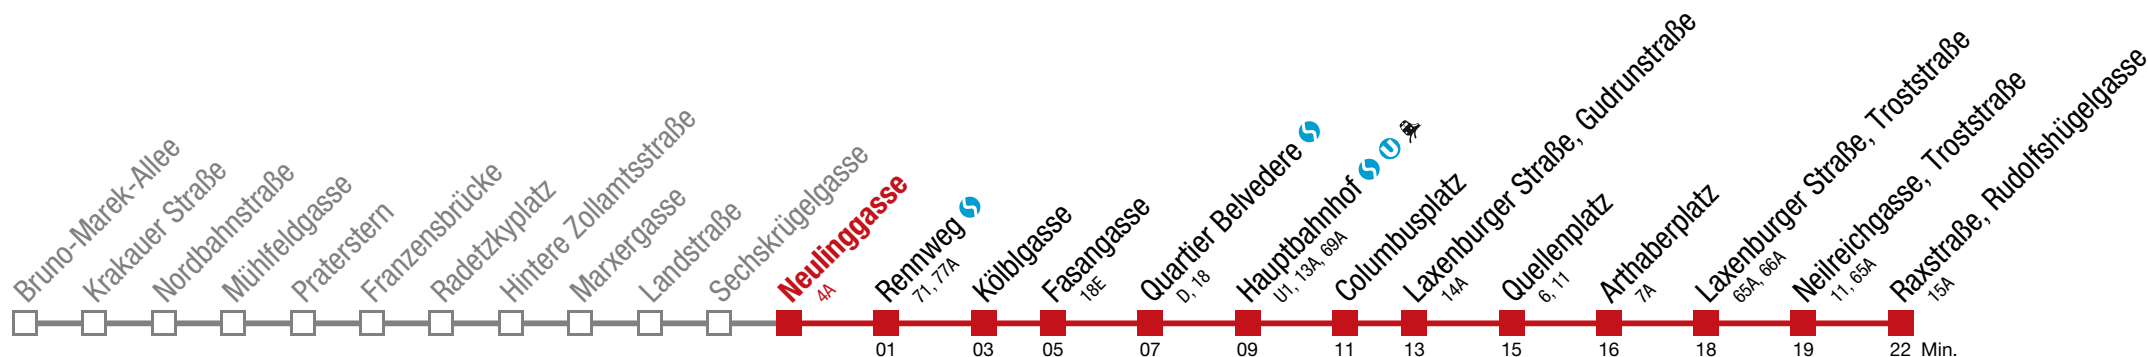 Bruno-Marek-Allee
Krakauer Straße
Nordbahnstraße
Mühlfeldgasse
Praterstern
Franzensbrücke
Radetzkyplatz
Hintere Zollamtsstraße
Marxergasse
Landstraße
Sechskrügelgasse
Neulinggasse
4A
Rennweg
71, 77A
Kölblgasse
Fasangasse
18E
Quartier Belvedere
D, 18
Hauptbahnhof U
U1, 13A, 69A
Columbusplatz
Laxenburger Straße, Gudrunstraße
14A
Quellenplatz
6, 11
Arthaberplatz
7A
Laxenburger Straße, Troststraße
65A, 66A
Neilreichgasse, Troststraße
11, 65A
Raxstraße, Rudolfshügelgasse
15A
01 03 05 07 09 11 13 15 16 18 19 22 Min.